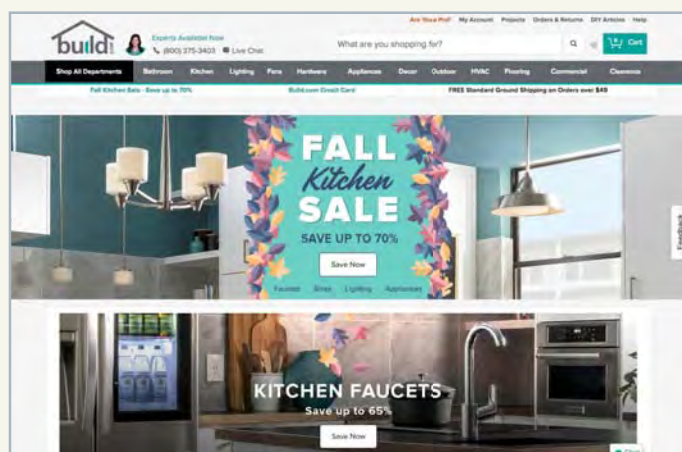 Are You a Pro? My Account Projects Orders & Returns DIY Articles Help
build
Experts Available Now
(800) 375-3403 Live Chat
What are you shopping for?
Cart
Shop All Departments Bathroom Kitchen Lighting Fans Hardware Appliances Decor Outdoor HVAC Flooring Commercial Clearance
Fall Kitchen Sale - Save up to 70% Build.com Credit Card FREE Standard Ground Shipping on Orders over $49
FALL
Kitchen
SALE
SAVE UP TO 70%
Save Now
Faucets Sinks Lighting Appliances
Feedback
KITCHEN FAUCETS
Save up to 65%
Save Now